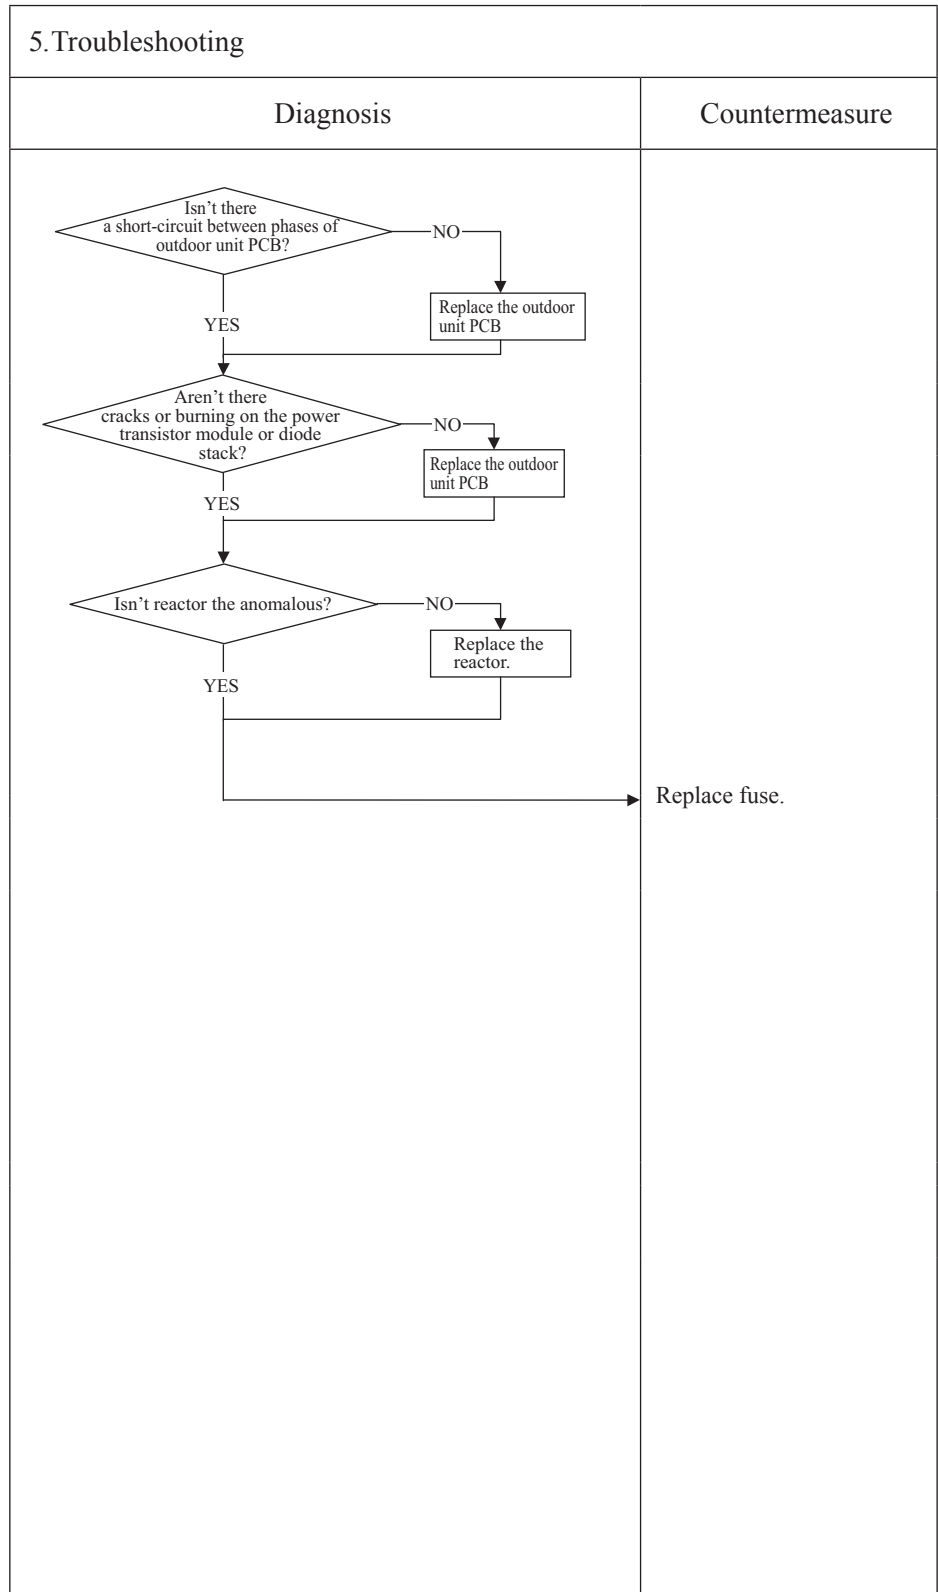 5.Troubleshooting
Diagnosis
Countermeasure
Isn’t there
a short-circuit between phases of
outdoor unit PCB?
NO
Replace the outdoor
unit PCB
YES
Aren’t there
cracks or burning on the power
transistor module or diode
stack?
NO
Replace the outdoor
unit PCB
YES
Isn’t reactor the anomalous?
NO
Replace the
reactor.
YES
Replace fuse.